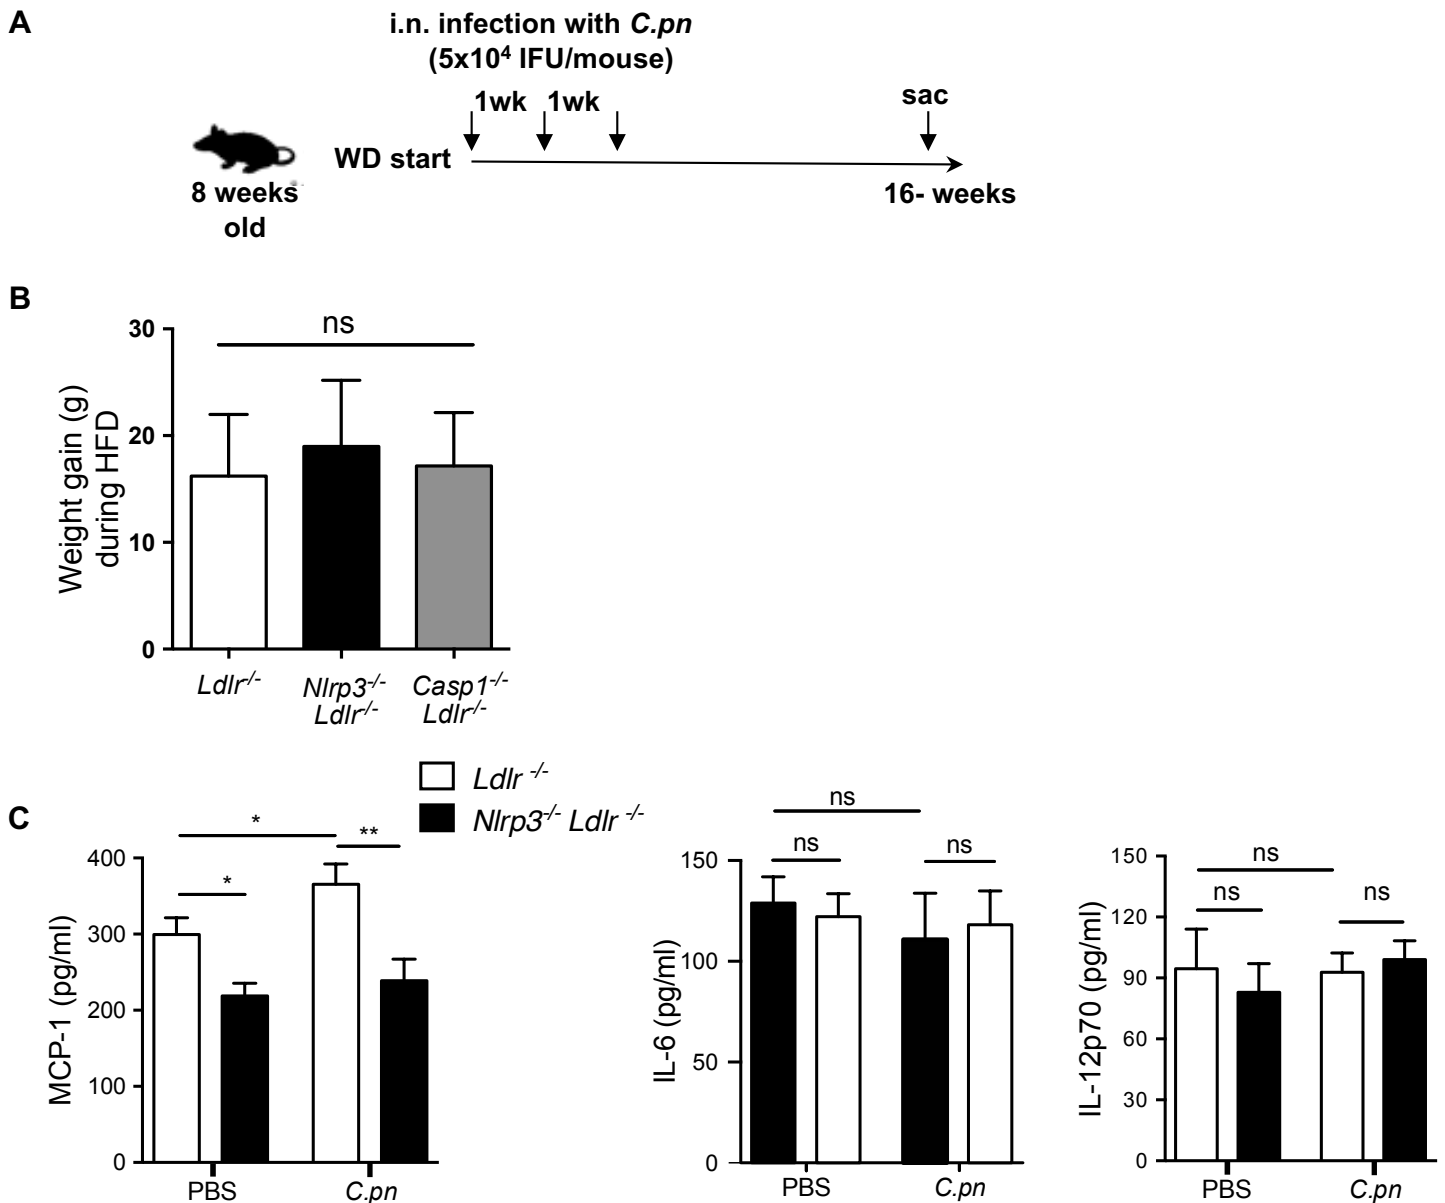 A
i.n. infection with C.pn
(5x10⁴ IFU/mouse)
1wk 1wk
sac
WD start
8 weeks
old
16- weeks
B
ns
30
20
10
0
Weight gain (g)
during HFD
Ldlr-/-
Nlrp3-/-
Ldlr-/-
Casp1-/-
Ldlr-/-
C
Ldlr -/-
Nlrp3-/- Ldlr -/-
*
**
*
400
300
200
100
0
MCP-1 (pg/ml)
PBS
C.pn
ns
ns
ns
150
100
50
0
IL-6 (pg/ml)
PBS
C.pn
ns
ns
ns
150
120
90
60
30
0
IL-12p70 (pg/ml)
PBS
C.pn